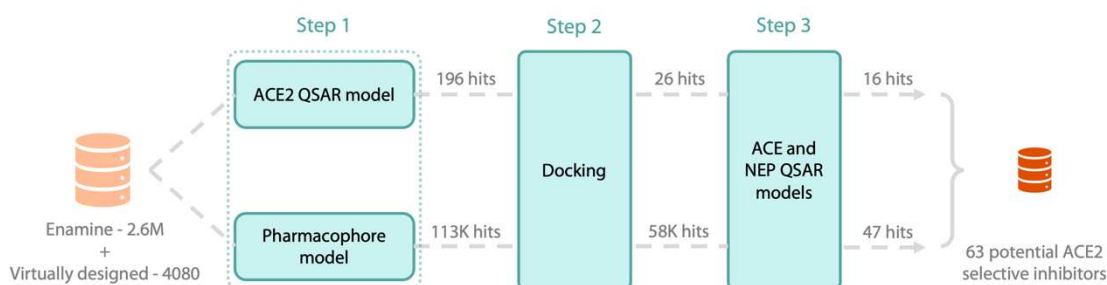 Step 1
Step 2
Step 3
ACE2 QSAR model
196 hits
26 hits
16 hits
Docking
ACE and
NEP QSAR
models
Enamine - 2.6M
+
Virtually designed - 4080
Pharmacophore
model
113K hits
58K hits
47 hits
63 potential ACE2
selective inhibitors